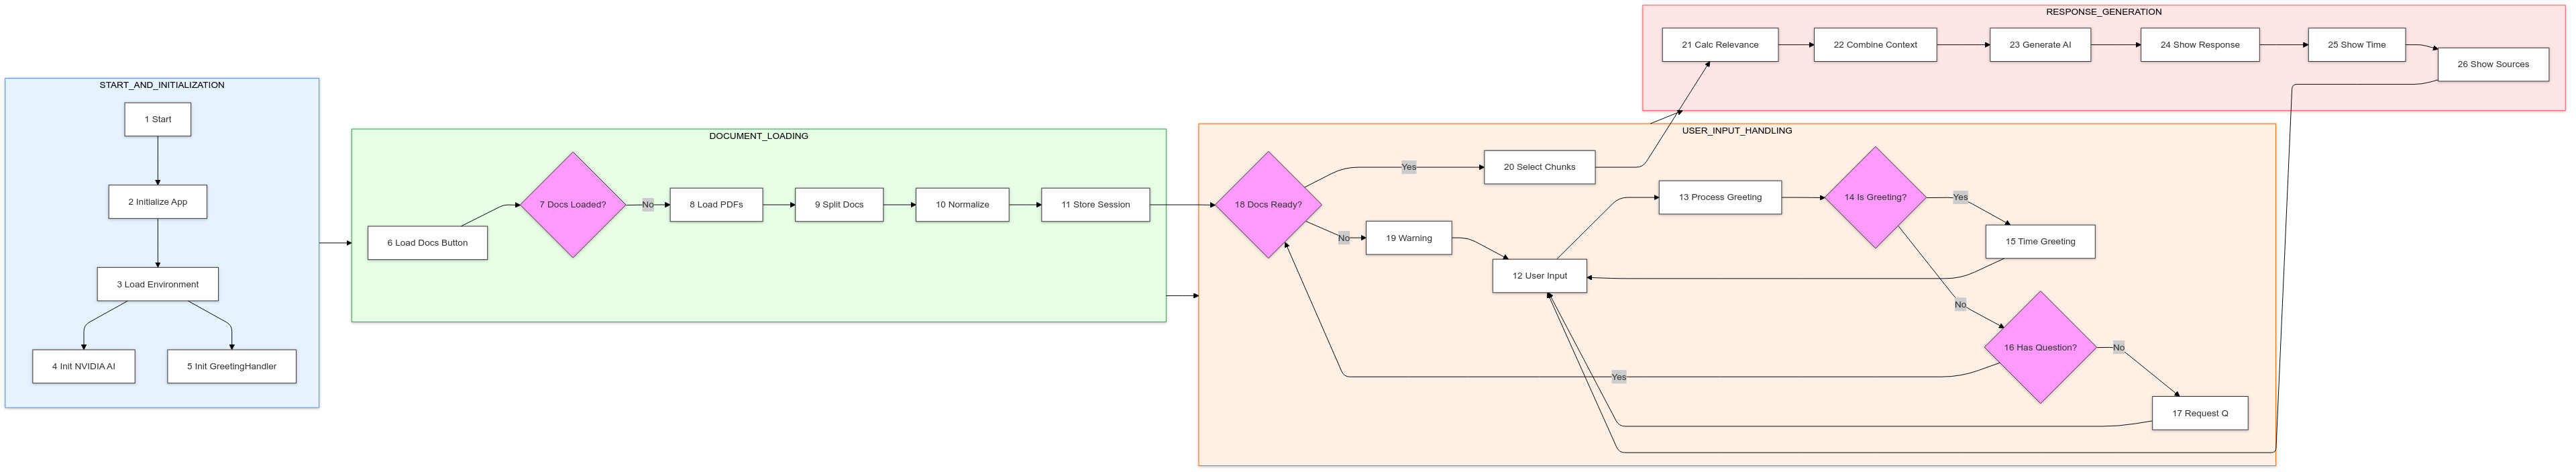 START_AND_INITIALIZATION
1 Start
2 Initialize App
3 Load Environment
4 Init NVIDIA AI
5 Init GreetingHandler
DOCUMENT_LOADING
6 Load Docs Button
7 Docs Loaded?
No
8 Load PDFs
9 Split Docs
10 Normalize
11 Store Session
USER_INPUT_HANDLING
18 Docs Ready?
Yes
20 Select Chunks
No
19 Warning
12 User Input
13 Process Greeting
14 Is Greeting?
Yes
15 Time Greeting
No
16 Has Question?
Yes
No
17 Request Q
RESPONSE_GENERATION
21 Calc Relevance
22 Combine Context
23 Generate AI
24 Show Response
25 Show Time
26 Show Sources